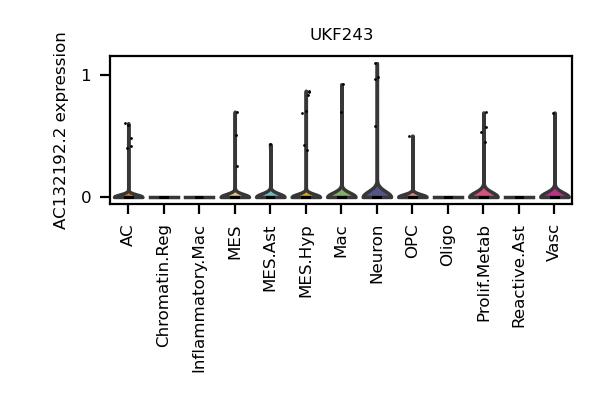 UKF243
AC132192.2 expression
1
0
AC
Chromatin.Reg
Inflammatory.Mac
MES
MES.Ast
MES.Hyp
Mac
Neuron
OPC
Oligo
Prolif.Metab
Reactive.Ast
Vasc